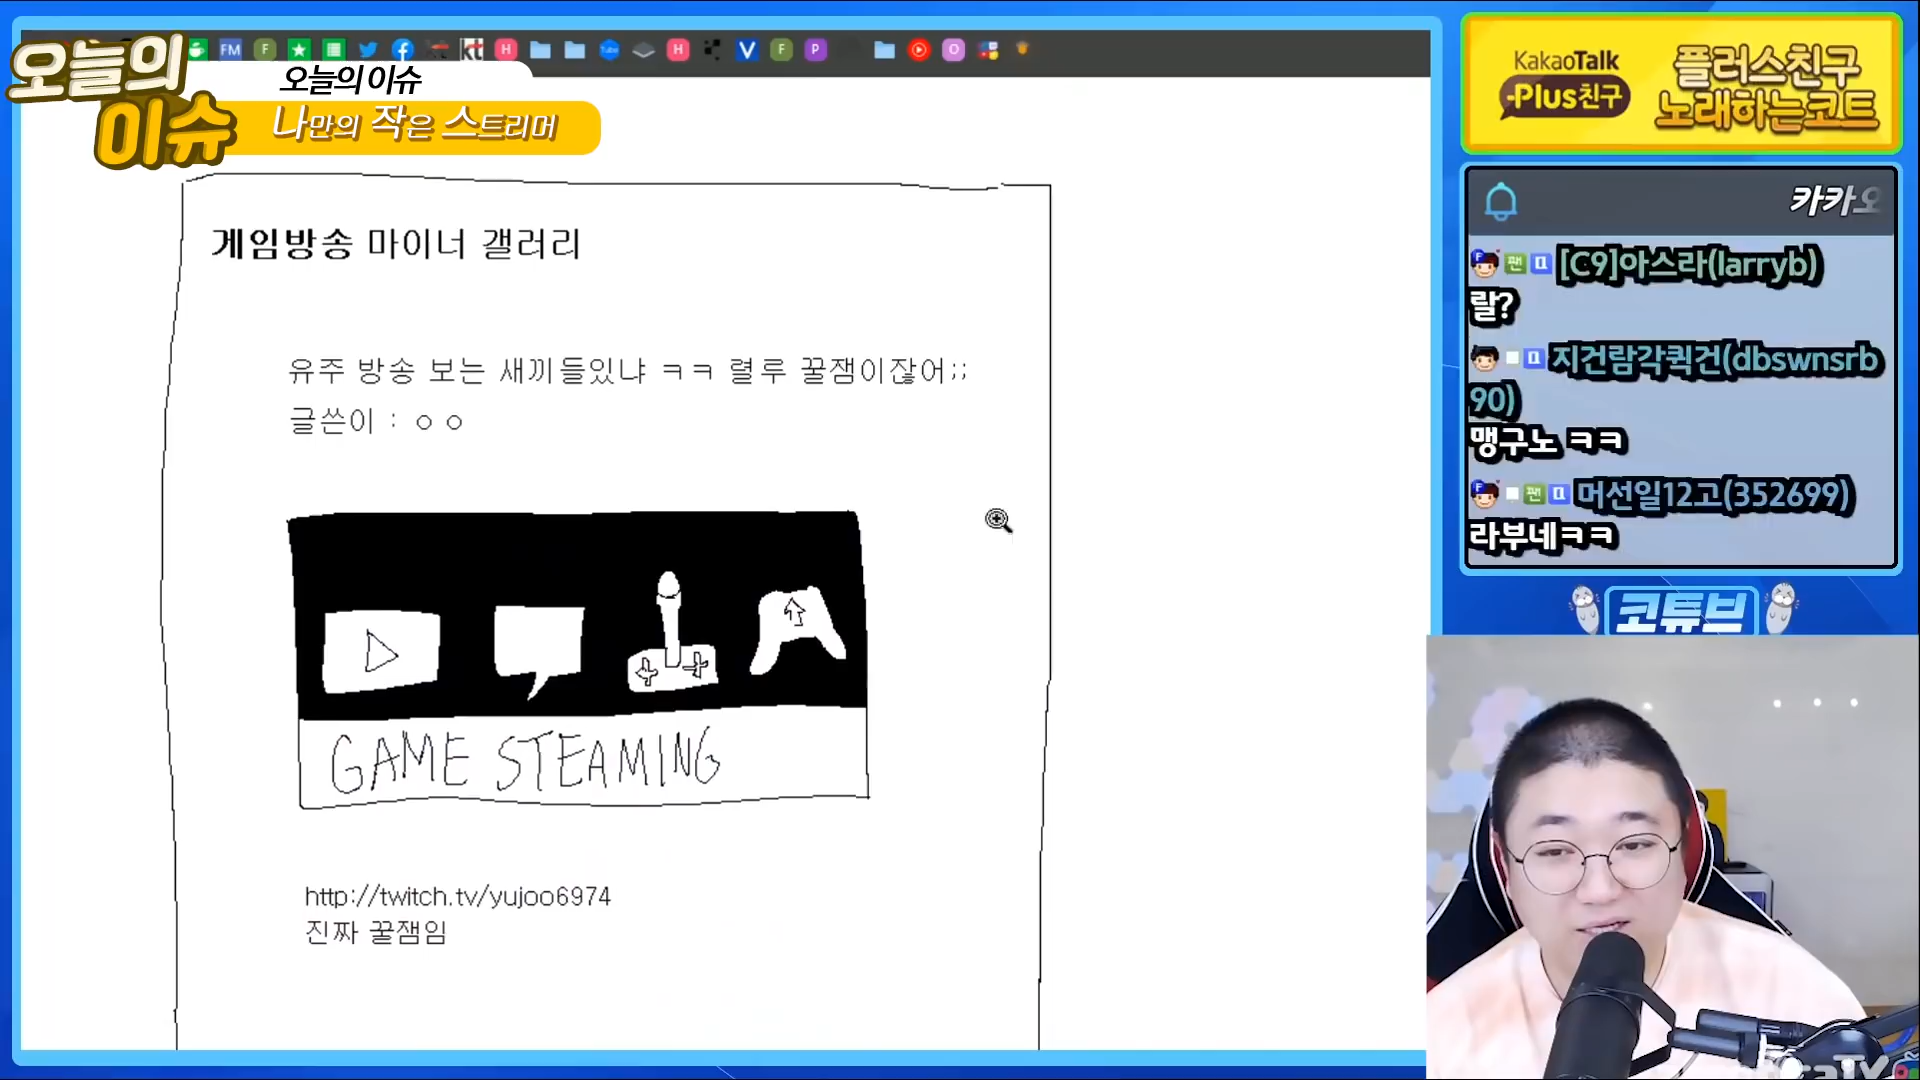 오늘의
이슈
오늘의 이슈
나만의 작은 스트리머
FM
F
kt
H
H
V
F
P
O
게임방송 마이너 갤러리
유주 방송 보는 새끼들있냐 ㅋㅋ 렬루 꿀잼이잖어;;
글쓴이 : ㅇㅇ
GAME STEAMING
http://twitch.tv/yujoo6974
진짜 꿀잼임
KakaoTalk
Plus친구
플러스친구
노래하는코트
카카오
F 팬 [C9]아스라(larryb)
랄?
지건람각퀵건(dbswnsrb
90)
맹구노 ㅋㅋ
F 팬 머선일12고(352699)
라부네ㅋㅋ
코튜브